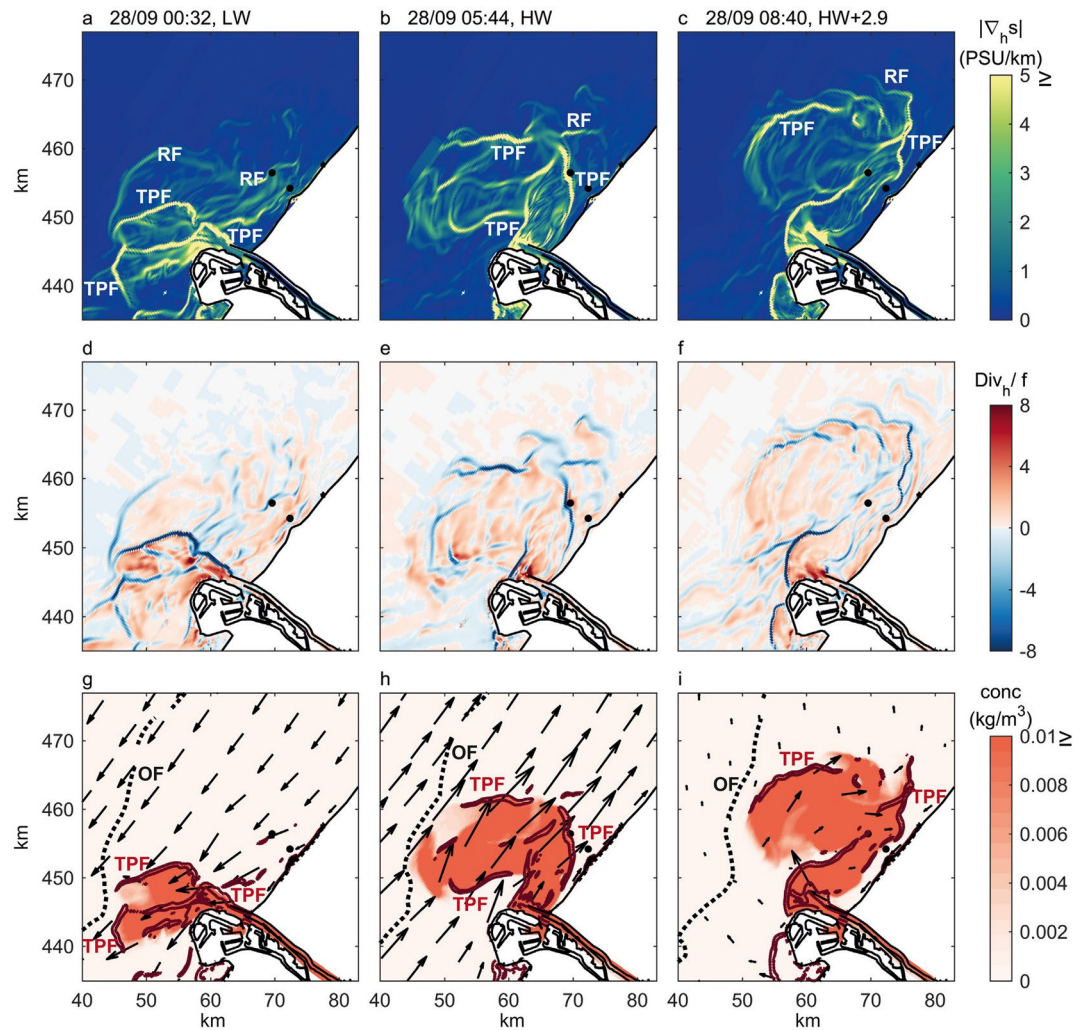 a 28/09 00:32, LW
b 28/09 05:44, HW
c 28/09 08:40, HW+2.9
|∇ₕ s|
(PSU/km)
470
460
450
440
km
RF
TPF
RF
TPF
TPF
RF
TPF
TPF
TPF
RF
TPF
TPF
5
≥
4
3
2
1
0
d
e
f
470
460
450
440
km
Divₕ/ f
8
4
0
-4
-8
g
h
i
470
460
450
440
km
OF
TPF
TPF
TPF
OF
TPF
TPF
TPF
OF
TPF
TPF
conc
(kg/m³)
0.01
≥
0.008
0.006
0.004
0.002
0
40 50 60 70 80
40 50 60 70 80
40 50 60 70 80
km
km
km